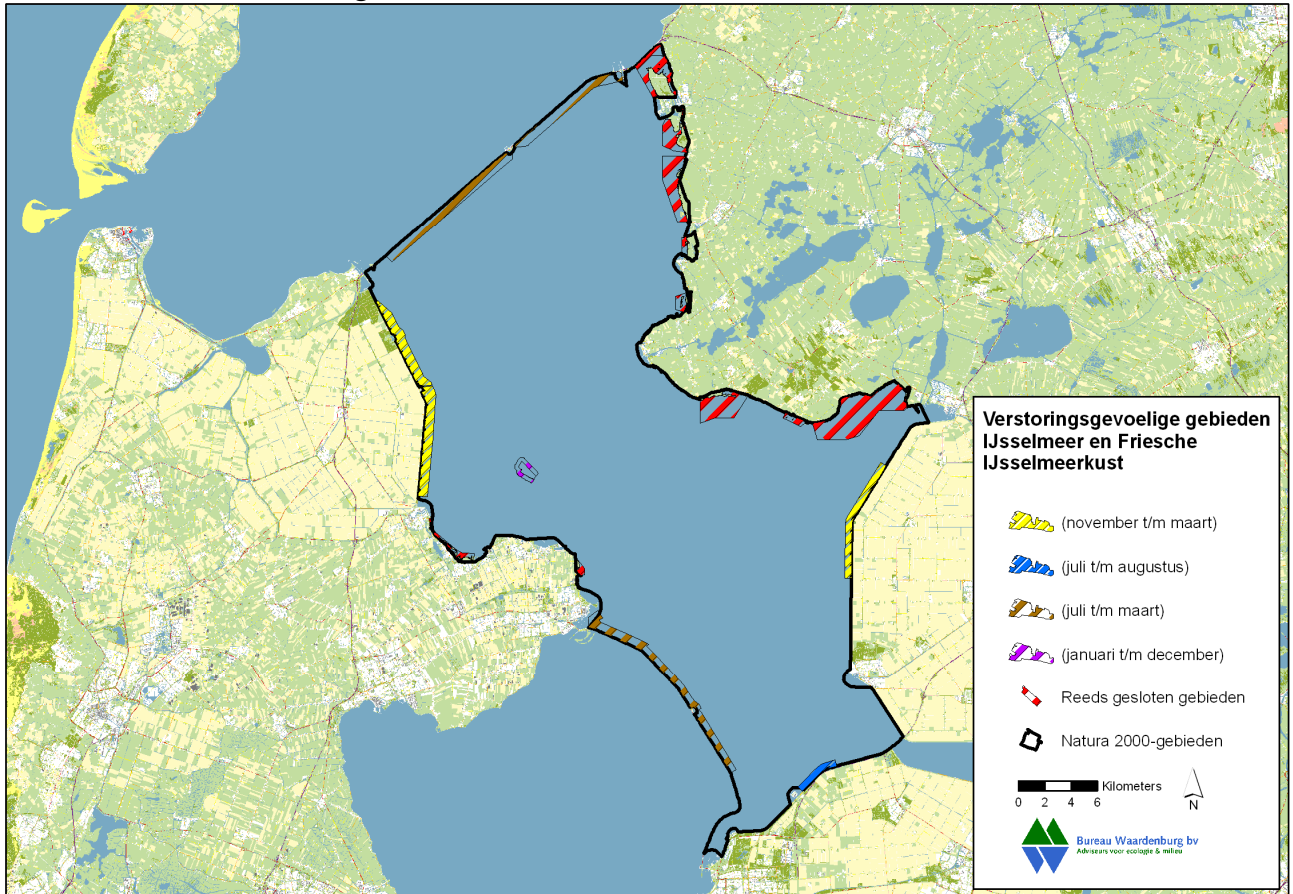 Verstoringsgevoelige gebieden
IJsselmeer en Friesche
IJsselmeerkust
(november t/m maart)
(juli t/m augustus)
(juli t/m maart)
(januari t/m december)
Reeds gesloten gebieden
Natura 2000-gebieden
Kilometers
0 2 4 6
N
Bureau Waardenburg bv
Adviseurs voor ecologie & milieu